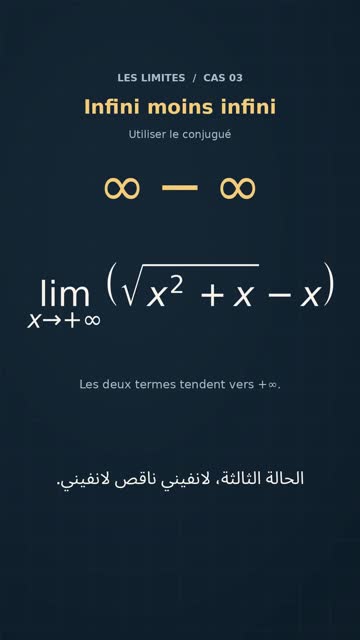 LES LIMITES / CAS 03
Infini moins infini
Utiliser le conjugué
∞ − ∞
lim x→+∞ (√(x² + x) − x)
Les deux termes tendent vers +∞.
الحالة الثالثة، لانفيني ناقص لانفيني.